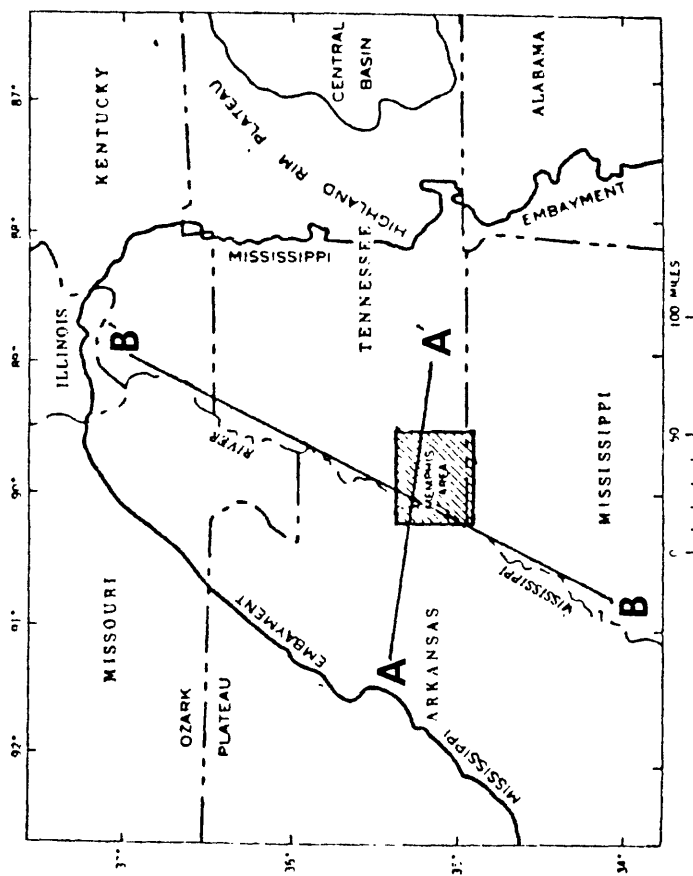 92° 91° 90° 89° 88° 87°
37°
36°
35°
34°
MISSOURI
ILLINOIS
KENTUCKY
B
OZARK
PLATEAU
EMBAYMENT
RIVER
MISSISSIPPI
HIGHLAND RIM PLATEAU
CENTRAL
BASIN
TENNESSEE
A
A'
MEMPHIS
AREA
ARKANSAS
MISSISSIPPI
MISSISSIPPI
B
MISSISSIPPI
EMBAYMENT
ALABAMA
0 50 100 MILES